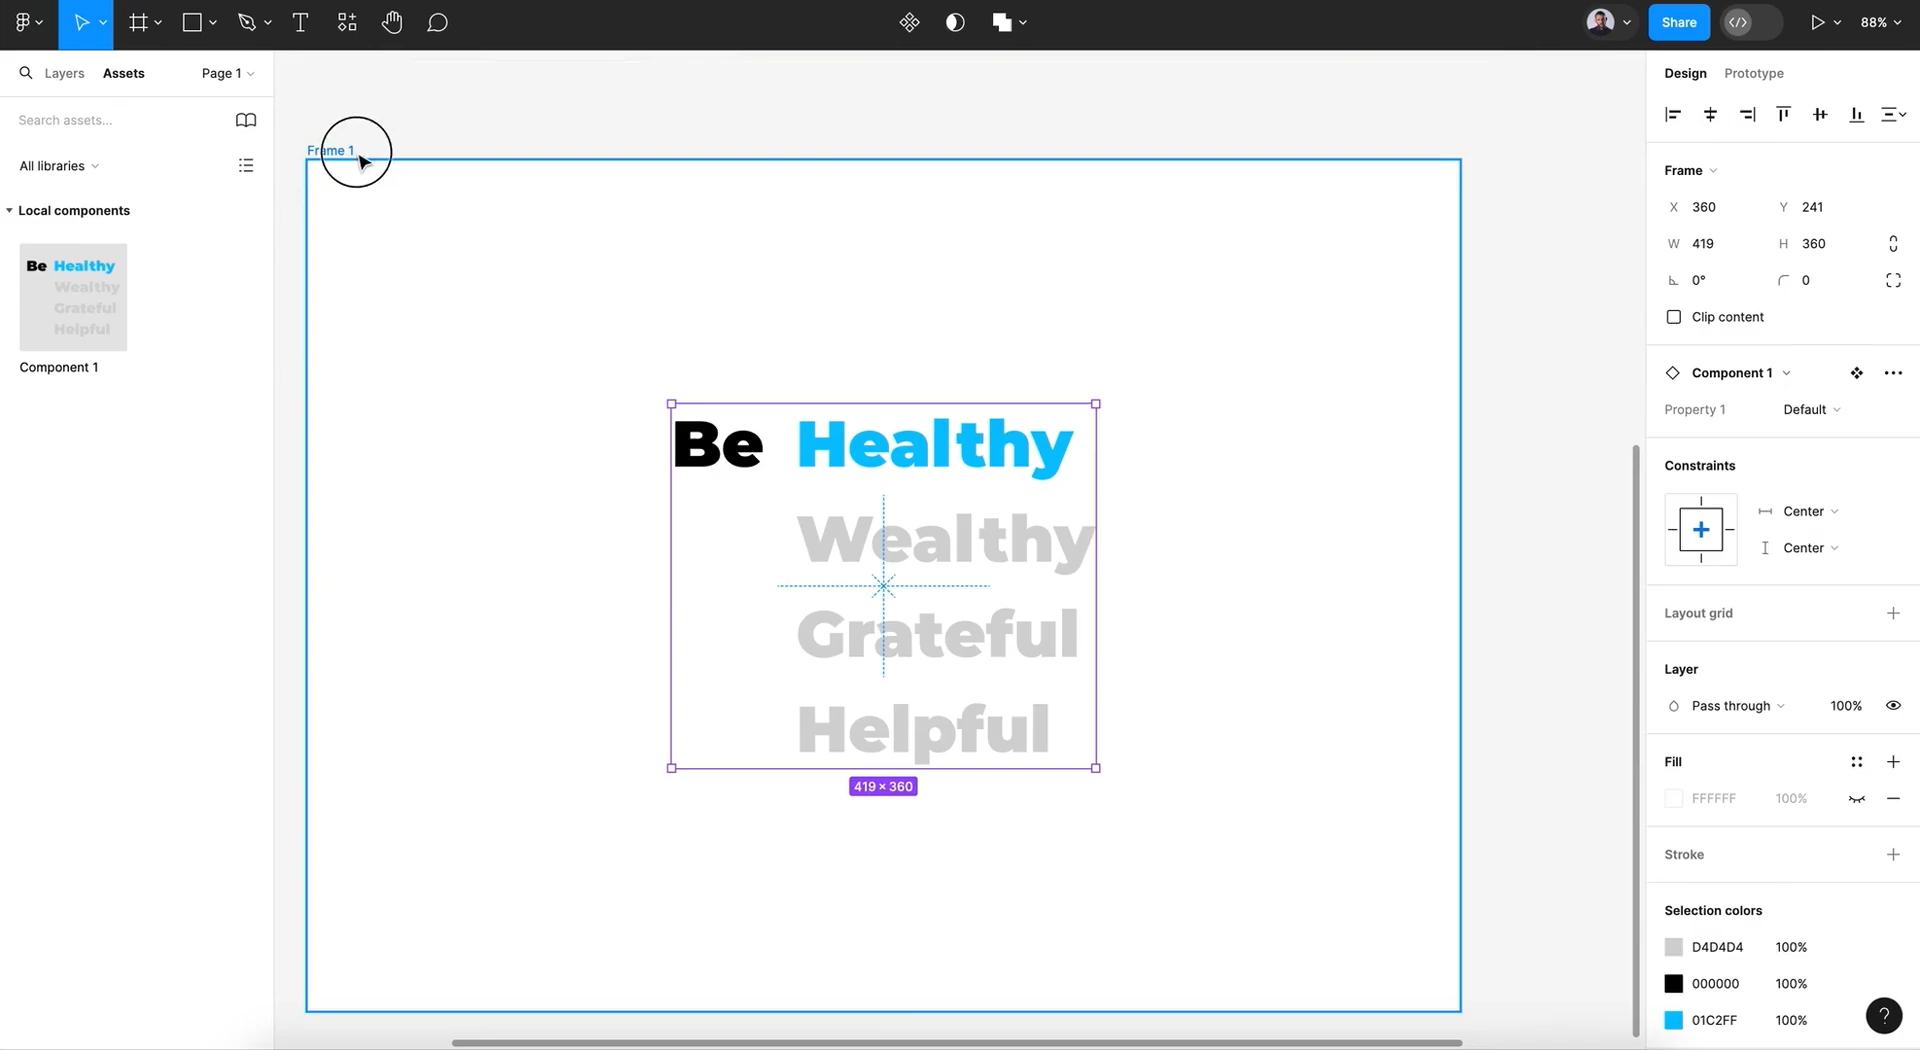 Share
88%
Layers
Assets
Page 1
Search assets...
All libraries
Local components
Be Healthy
Wealthy
Grateful
Helpful
Component 1
Frame 1
Be Healthy
Wealthy
Grateful
Helpful
419 × 360
Design
Prototype
Frame
X 360
Y 241
W 419
H 360
0°
0
Clip content
Component 1
Property 1
Default
Constraints
Center
Center
Layout grid
Layer
Pass through
100%
Fill
FFFFFF
100%
Stroke
Selection colors
D4D4D4
100%
000000
100%
01C2FF
100%
?